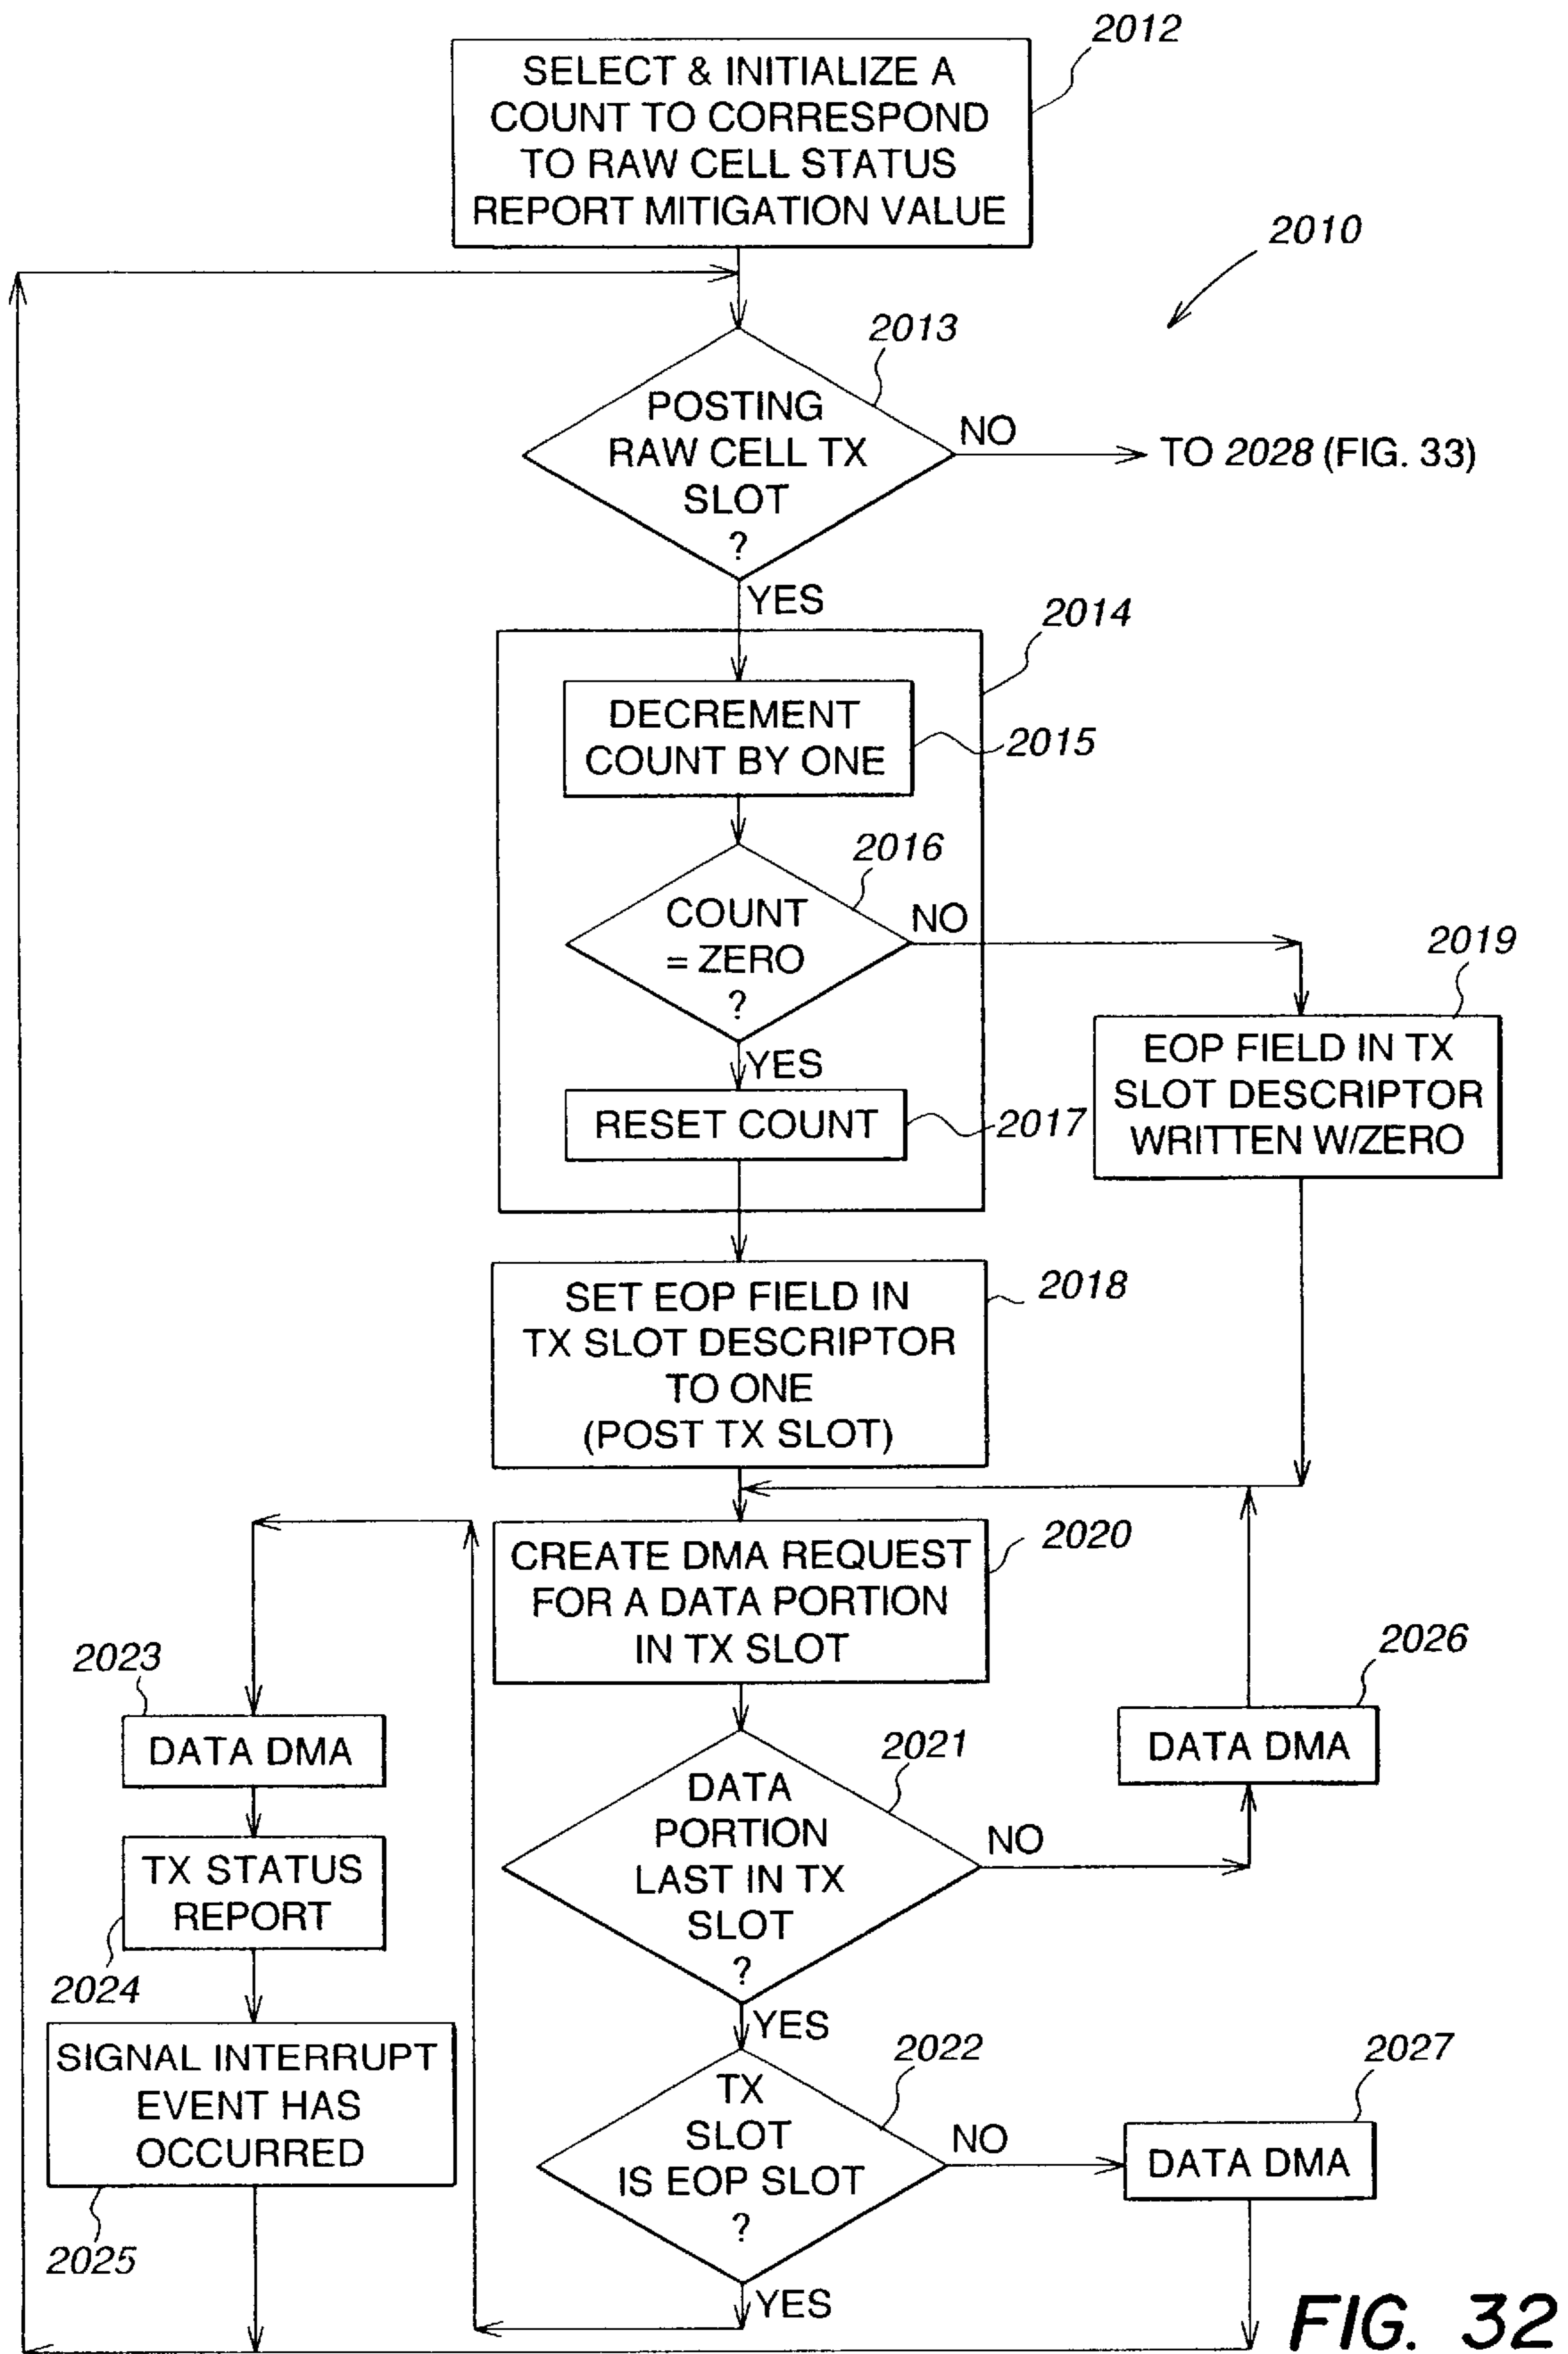 2012
SELECT & INITIALIZE A
COUNT TO CORRESPOND
TO RAW CELL STATUS
REPORT MITIGATION VALUE
2010
2013
POSTING
RAW CELL TX
SLOT
?
NO
TO 2028 (FIG. 33)
YES
2014
DECREMENT
COUNT BY ONE
2015
2016
COUNT
= ZERO
?
NO
YES
2019
EOP FIELD IN TX
SLOT DESCRIPTOR
WRITTEN W/ZERO
RESET COUNT
2017
SET EOP FIELD IN
TX SLOT DESCRIPTOR
TO ONE
(POST TX SLOT)
2018
CREATE DMA REQUEST
FOR A DATA PORTION
IN TX SLOT
2020
2023
DATA DMA
2026
DATA DMA
2021
DATA
PORTION
LAST IN TX
SLOT
?
NO
YES
TX STATUS
REPORT
2024
SIGNAL INTERRUPT
EVENT HAS
OCCURRED
2025
2022
TX
SLOT
IS EOP SLOT
?
NO
YES
2027
DATA DMA
FIG. 32